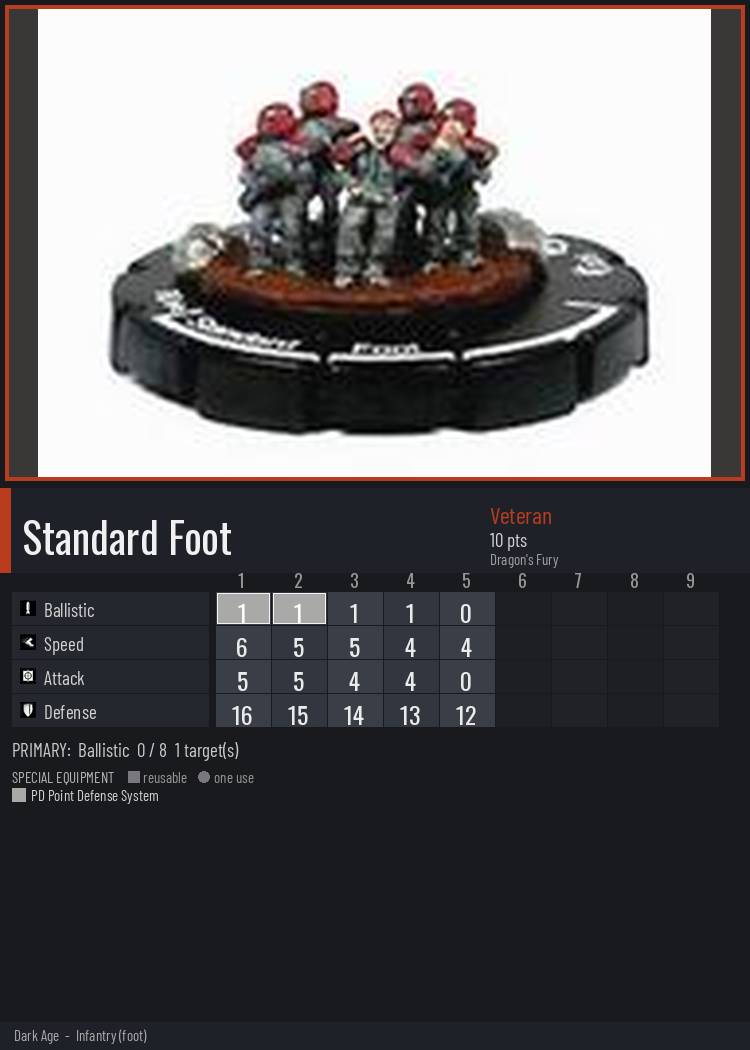 Standard
Foot
Standard Foot
Veteran
10 pts
Dragon's Fury
1 2 3 4 5 6 7 8 9
Ballistic 1 1 1 1 0
Speed 6 5 5 4 4
Attack 5 5 4 4 0
Defense 16 15 14 13 12
PRIMARY: Ballistic 0 / 8 1 target(s)
SPECIAL EQUIPMENT reusable one use
PD Point Defense System
Dark Age - Infantry (foot)